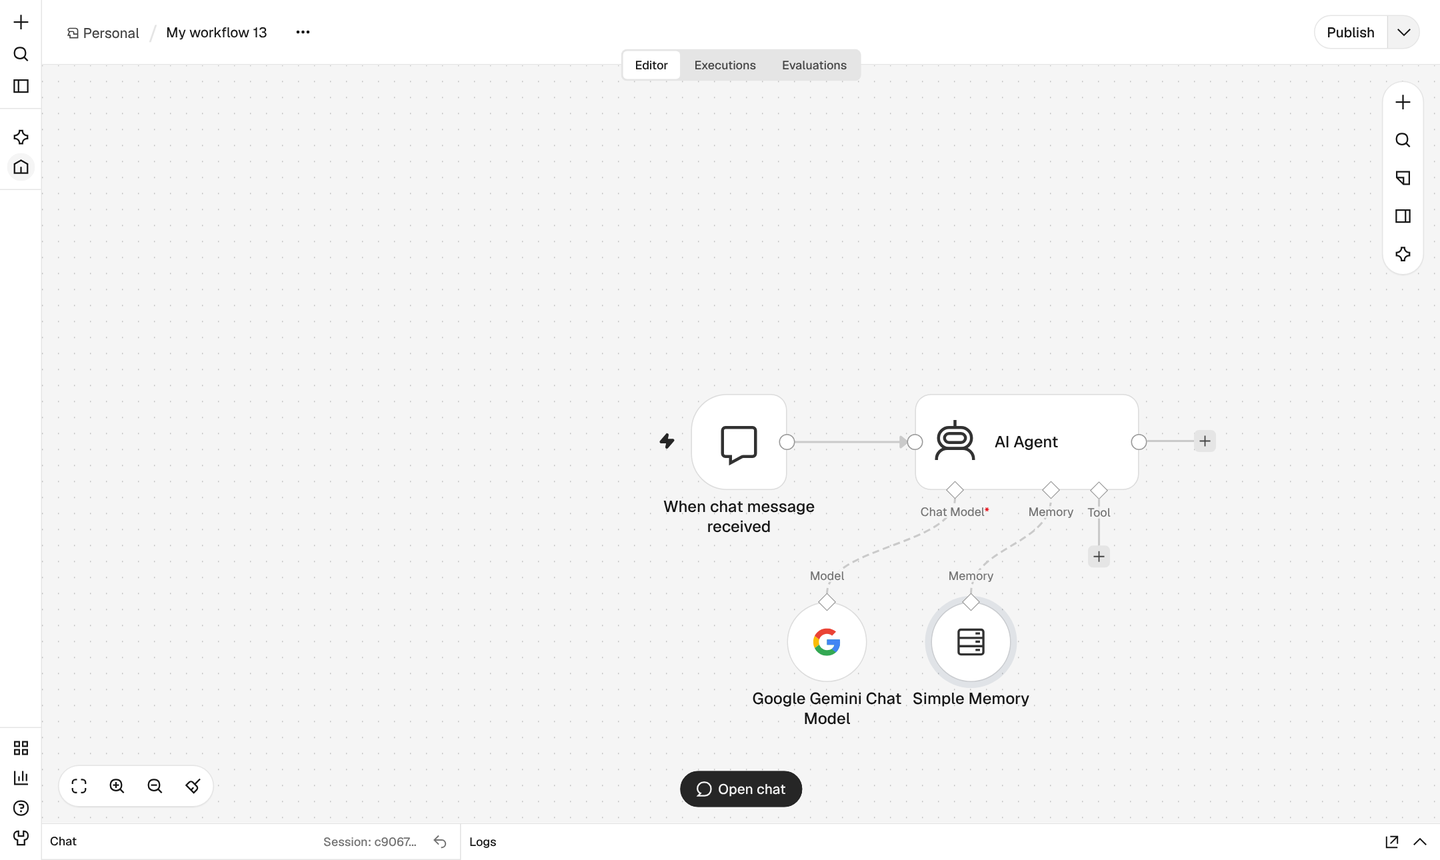 Personal / My workflow 13
Publish
Editor Executions Evaluations
AI Agent
When chat message
received
Chat Model* Memory Tool
Model Memory
Google Gemini Chat
Model
Simple Memory
Open chat
Chat Session: c9067... Logs